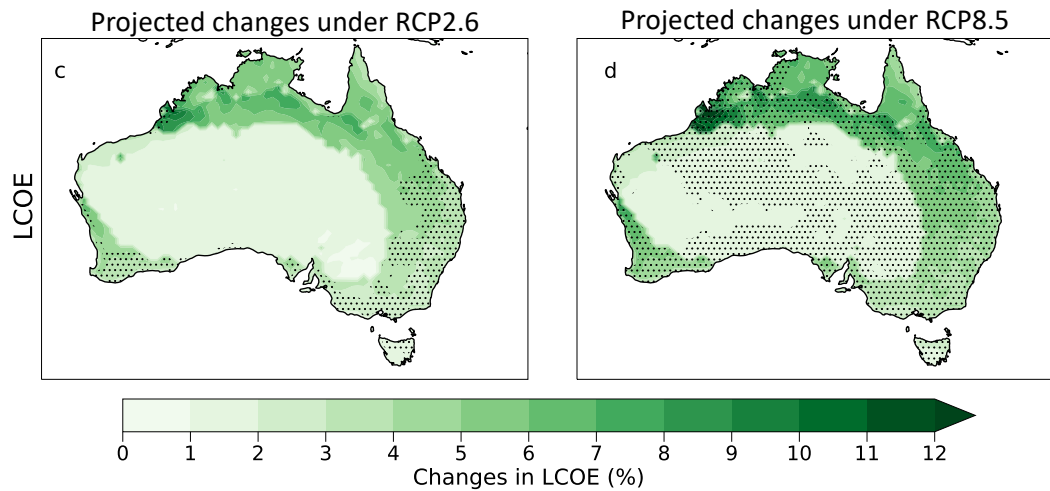 Projected changes under RCP2.6
Projected changes under RCP8.5
c
d
LCOE
0 1 2 3 4 5 6 7 8 9 10 11 12
Changes in LCOE (%)